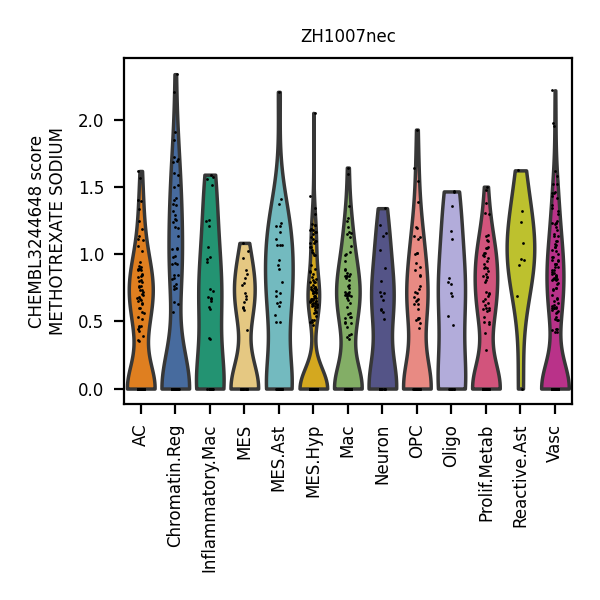 ZH1007nec
CHEMBL3244648 score
METHOTREXATE SODIUM
2.0
1.5
1.0
0.5
0.0
AC
Chromatin.Reg
Inflammatory.Mac
MES
MES.Ast
MES.Hyp
Mac
Neuron
OPC
Oligo
Prolif.Metab
Reactive.Ast
Vasc